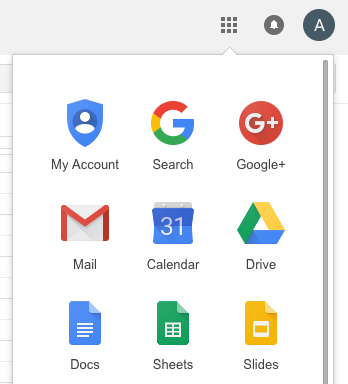 A
My Account Search Google+
G+
31
Mail Calendar Drive
Docs Sheets Slides